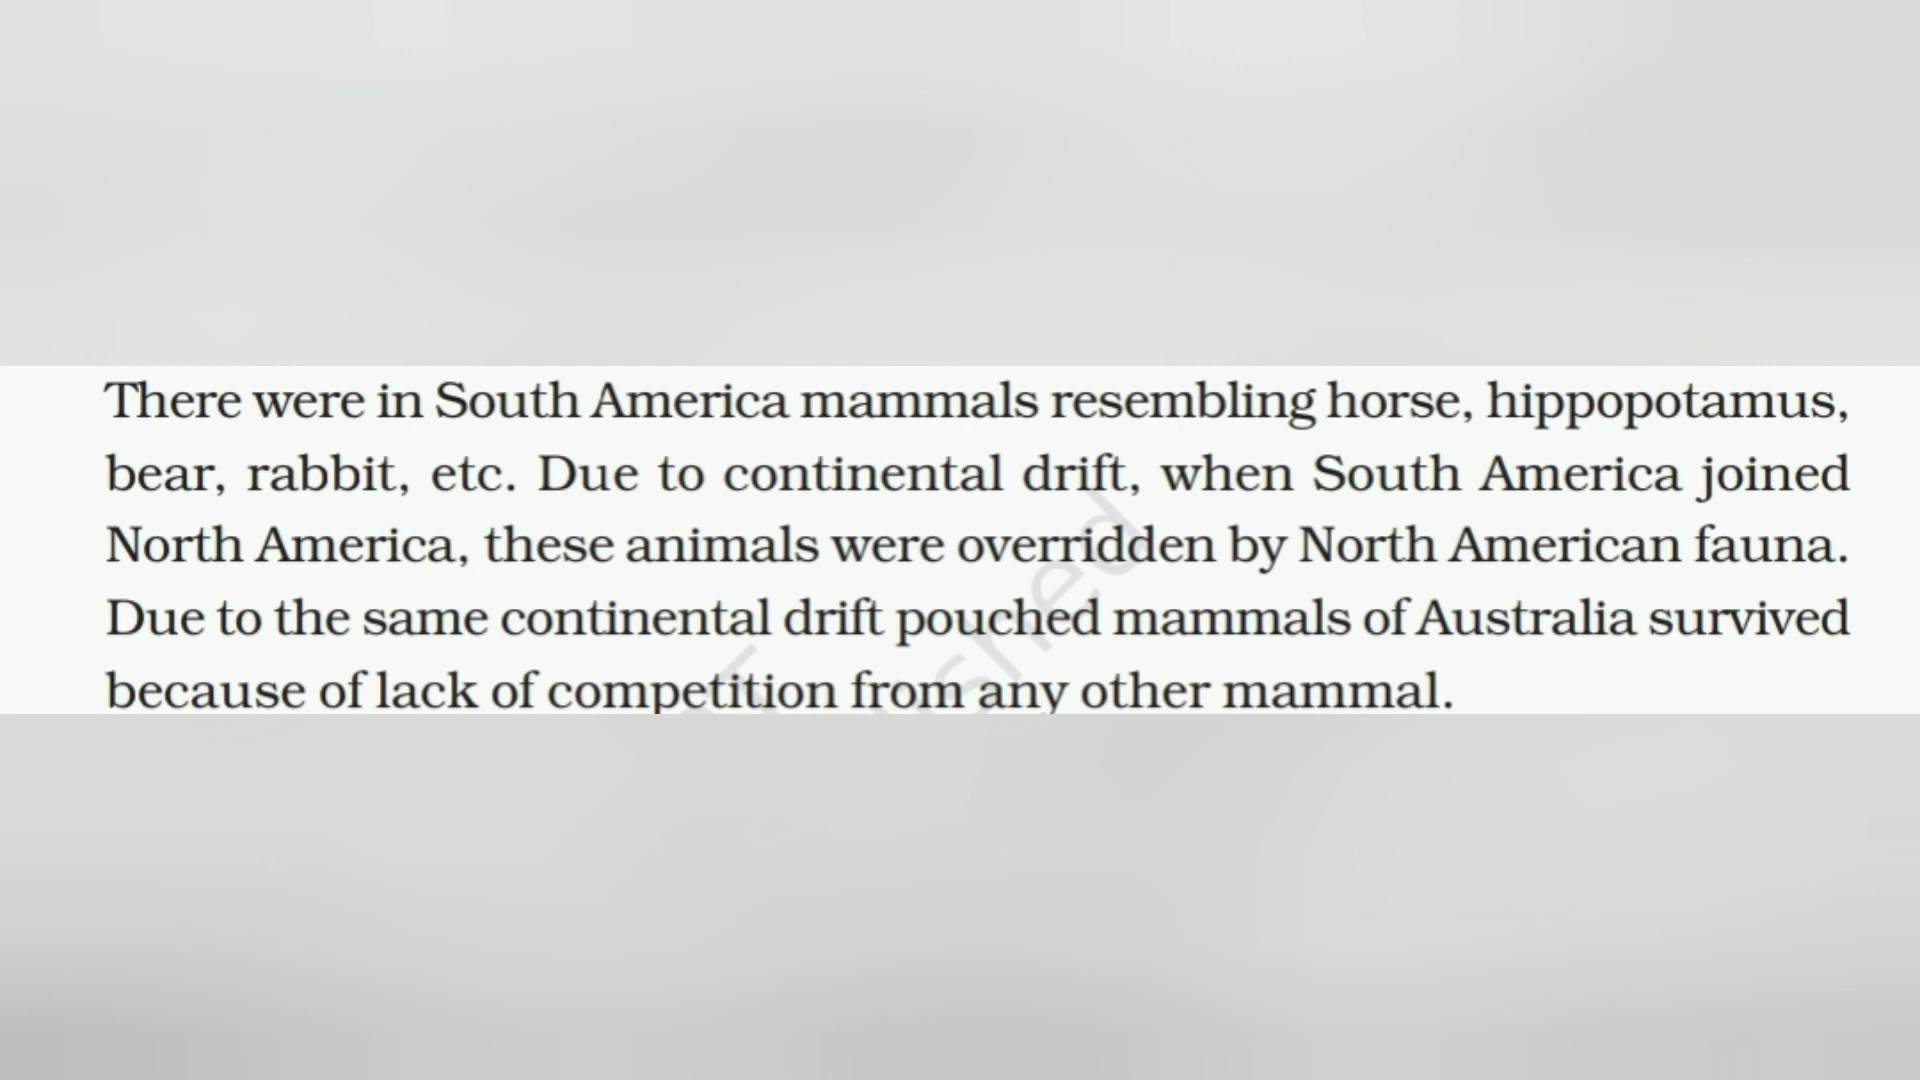 There were in South America mammals resembling horse, hippopotamus,
bear, rabbit, etc. Due to continental drift, when South America joined
North America, these animals were overridden by North American fauna.
Due to the same continental drift pouched mammals of Australia survived
because of lack of competition from any other mammal.